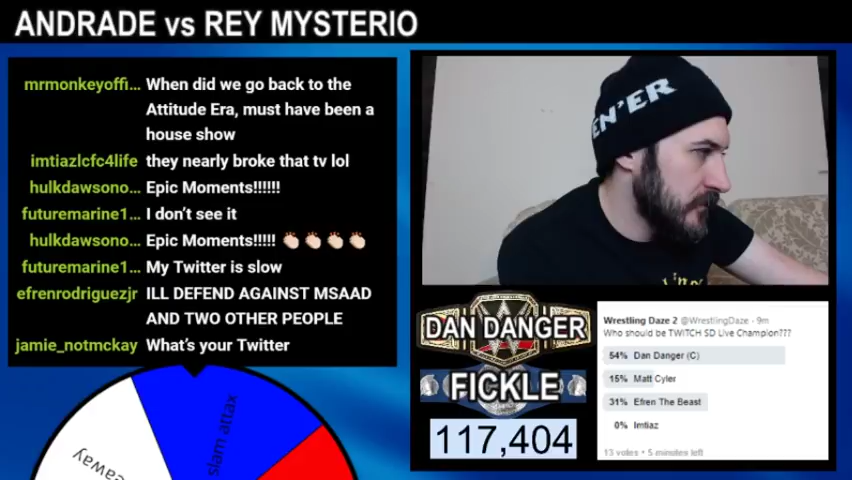 ANDRADE vs REY MYSTERIO
mrmonkeyoffi... When did we go back to the
Attitude Era, must have been a
house show
imtiazlcfc4life they nearly broke that tv lol
hulkdawsono... Epic Moments!!!!!!
futuremarine1... I don't see it
hulkdawsono... Epic Moments!!!!! 👏🏻 👏🏻 👏🏻 👏🏻
futuremarine1... My Twitter is slow
efrenrodriguezjr ILL DEFEND AGAINST MSAAD
AND TWO OTHER PEOPLE
jamie_notmckay What's your Twitter
slam attax
EN'ER
DAN DANGER
FICKLE
117,404
Wrestling Daze 2 @WrestlingDaze · 9m
Who should be TWITCH SD Live Champion???
54% Dan Danger (C)
15% Matt Cyler
31% Efren The Beast
0% Imtiaz
13 votes · 5 minutes left